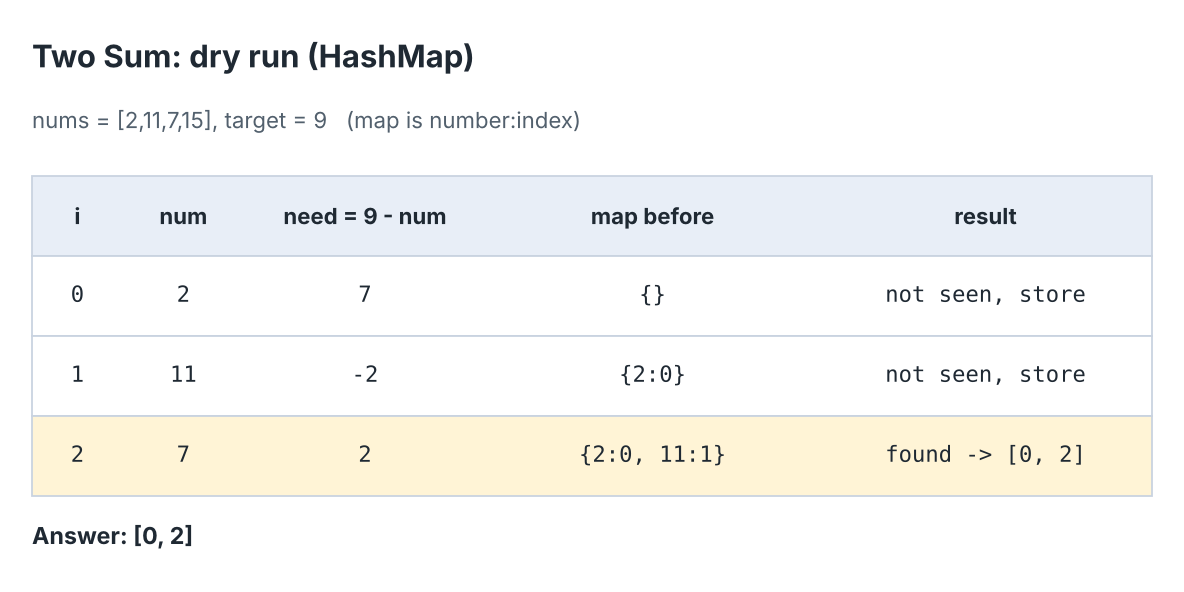 Two Sum: dry run (HashMap)
nums = [2,11,7,15], target = 9 (map is number:index)
i num need = 9 - num map before result
0 2 7 {} not seen, store
1 11 -2 {2:0} not seen, store
2 7 2 {2:0, 11:1} found -> [0, 2]
Answer: [0, 2]